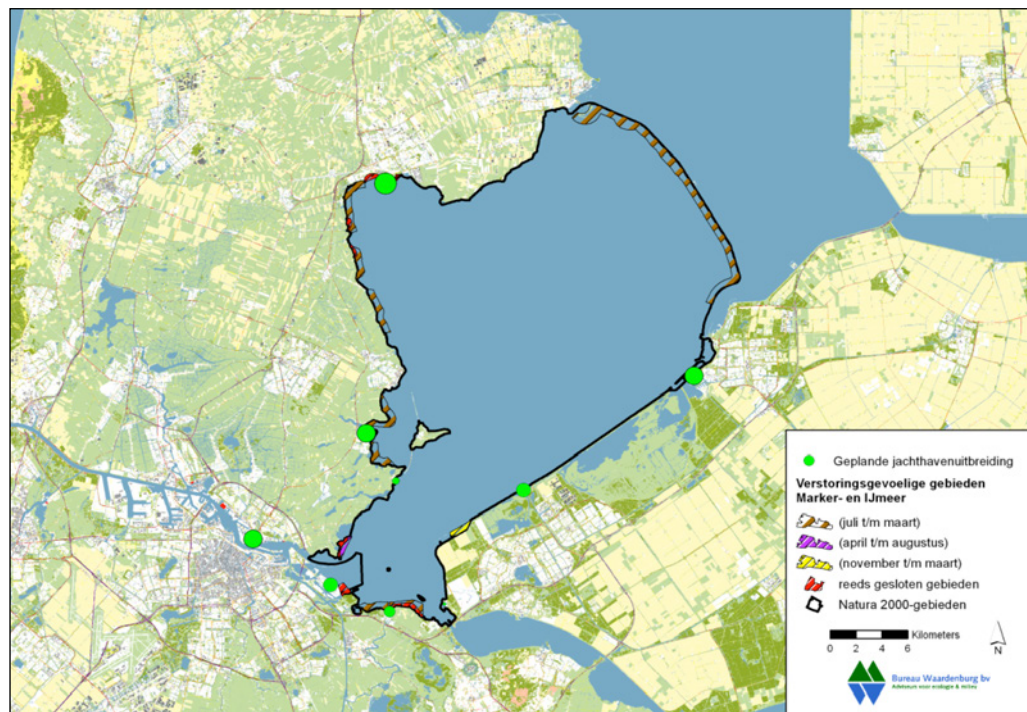 Geplande jachthavenuitbreiding
Verstoringsgevoelige gebieden
Marker- en IJmeer
(juli t/m maart)
(april t/m augustus)
(november t/m maart)
reeds gesloten gebieden
Natura 2000-gebieden
Kilometers
0 2 4 6
N
Bureau Waardenburg bv
Adviseurs voor ecologie & milieu